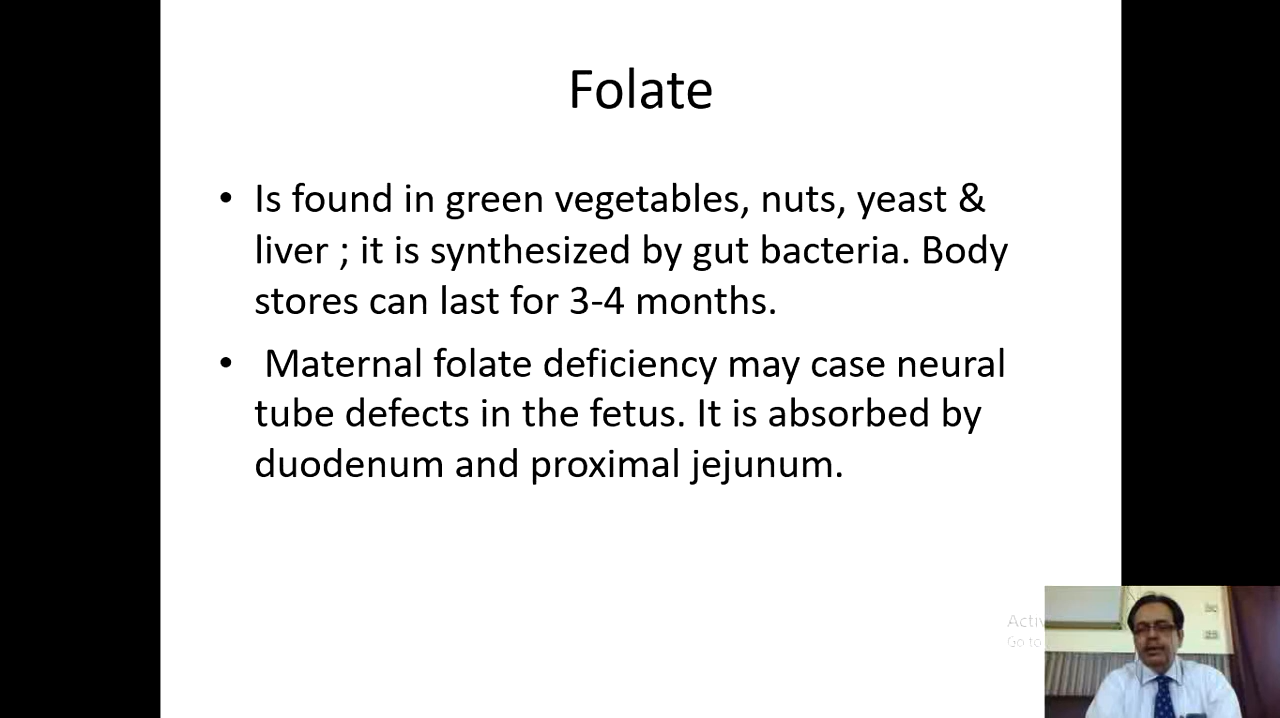 Folate
• Is found in green vegetables, nuts, yeast &
liver ; it is synthesized by gut bacteria. Body
stores can last for 3-4 months.
• Maternal folate deficiency may case neural
tube defects in the fetus. It is absorbed by
duodenum and proximal jejunum.
Go to